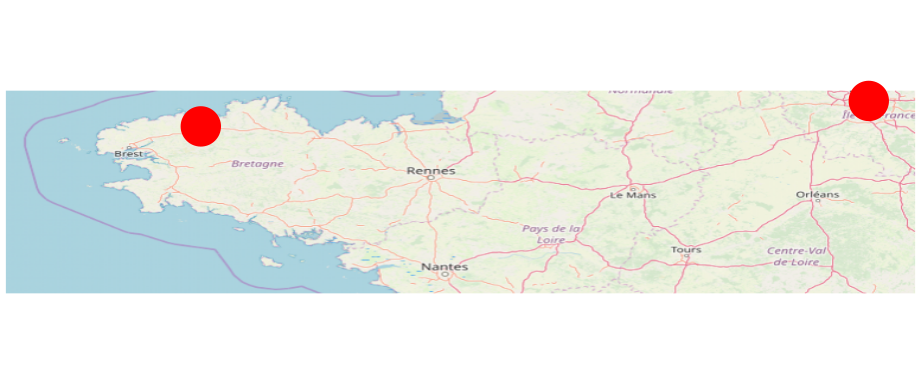 Normandie
Île-de-France
Brest
Bretagne
Rennes
Le Mans
Orléans
Pays de la
Loire
Tours
Centre-Val
de Loire
Nantes